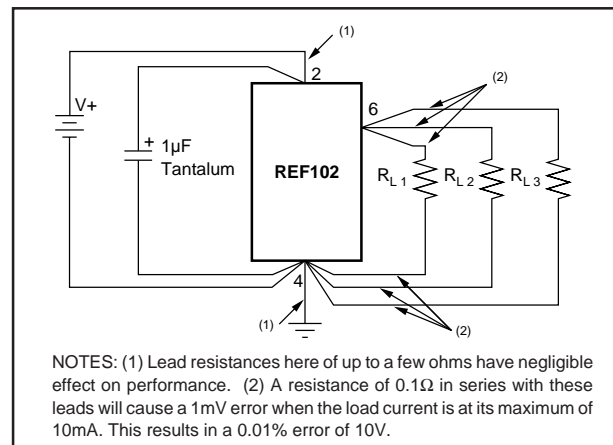 (1)
2
V+
6
(2)
+
1µF
Tantalum
REF102
R L 1
R L 2
R L 3
4
(1)
(2)
NOTES: (1) Lead resistances here of up to a few ohms have negligible
effect on performance. (2) A resistance of 0.1Ω in series with these
leads will cause a 1mV error when the load current is at its maximum of
10mA. This results in a 0.01% error of 10V.